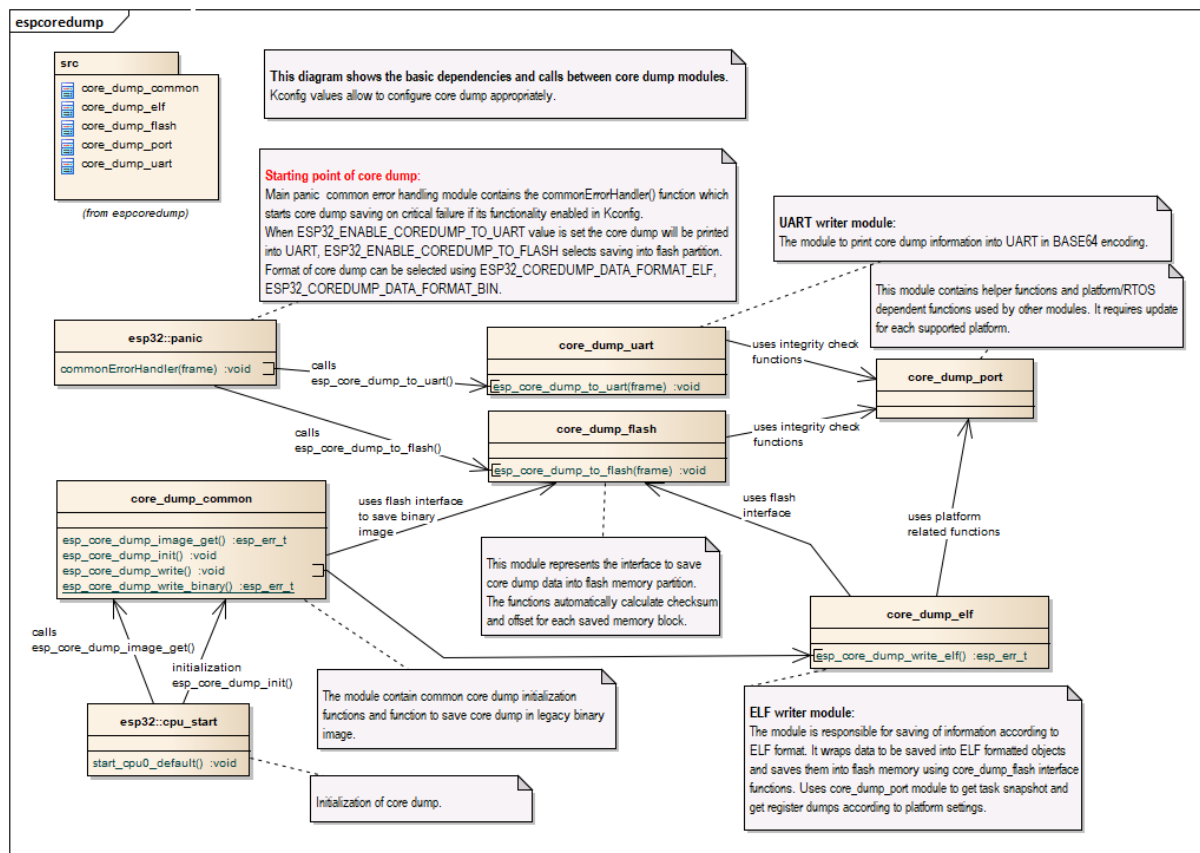 espcoredump
src
core_dump_common
core_dump_elf
core_dump_flash
core_dump_port
core_dump_uart
(from espcoredump)
This diagram shows the basic dependencies and calls between core dump modules.
Kconfig values allow to configure core dump appropriately.
Starting point of core dump:
Main panic common error handling module contains the commonErrorHandler() function which
starts core dump saving on critical failure if its functionality enabled in Kconfig.
When ESP32_ENABLE_COREDUMP_TO_UART value is set the core dump will be printed
into UART, ESP32_ENABLE_COREDUMP_TO_FLASH selects saving into flash partition.
Format of core dump can be selected using ESP32_COREDUMP_DATA_FORMAT_ELF,
ESP32_COREDUMP_DATA_FORMAT_BIN.
UART writer module:
The module to print core dump information into UART in BASE64 encoding.
This module contains helper functions and platform/RTOS
dependent functions used by other modules. It requires update
for each supported platform.
esp32::panic
commonErrorHandler(frame) :void
calls
esp_core_dump_to_uart()
core_dump_uart
esp_core_dump_to_uart(frame) :void
uses integrity check
functions
core_dump_port
calls
esp_core_dump_to_flash()
core_dump_flash
esp_core_dump_to_flash(frame) :void
uses integrity check
functions
core_dump_common
esp_core_dump_image_get() :esp_err_t
esp_core_dump_init() :void
esp_core_dump_write() :void
esp_core_dump_write_binary() :esp_err_t
uses flash interface
to save binary
image
uses flash
interface
uses platform
related functions
This module represents the interface to save
core dump data into flash memory partition.
The functions automatically calculate checksum
and offset for each saved memory block.
core_dump_elf
esp_core_dump_write_elf() :esp_err_t
calls
esp_core_dump_image_get()
initialization
esp_core_dump_init()
The module contain common core dump initialization
functions and function to save core dump in legacy binary
image.
esp32::cpu_start
start_cpu0_default() :void
Initialization of core dump.
ELF writer module:
The module is responsible for saving of information according to
ELF format. It wraps data to be saved into ELF formatted objects
and saves them into flash memory using core_dump_flash interface
functions. Uses core_dump_port module to get task snapshot and
get register dumps according to platform settings.